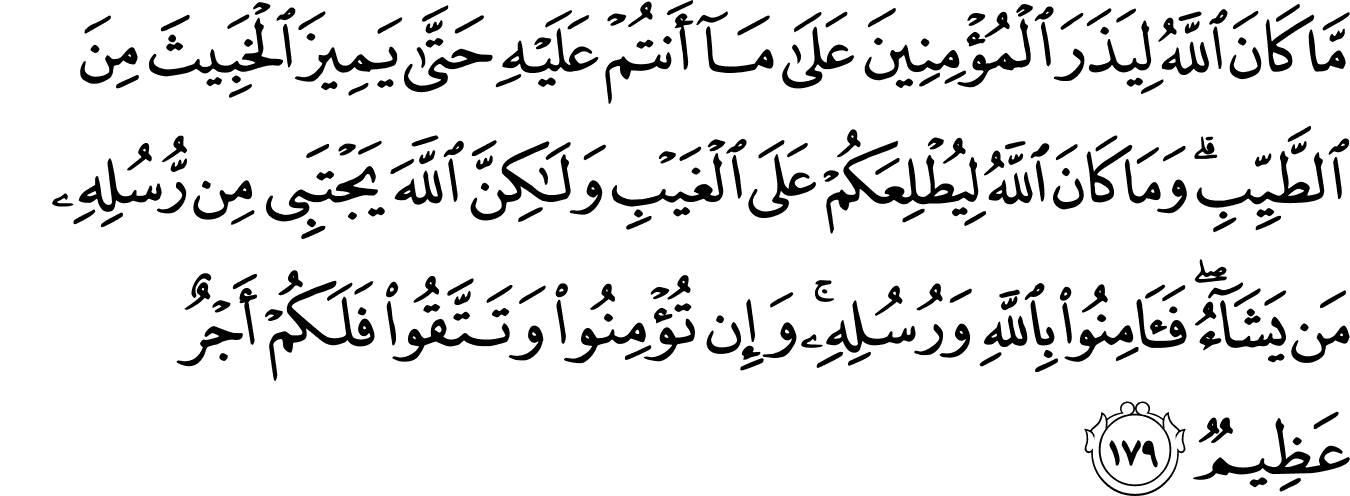 مَّا كَانَ ٱللَّهُ لِيَذَرَ ٱلْمُؤْمِنِينَ عَلَىٰ مَآ أَنتُمْ عَلَيْهِ حَتَّىٰ يَمِيزَ ٱلْخَبِيثَ مِنَ
ٱلطَّيِّبِ ۗ وَمَا كَانَ ٱللَّهُ لِيُطْلِعَكُمْ عَلَى ٱلْغَيْبِ وَلَـٰكِنَّ ٱللَّهَ يَجْتَبِى مِن رُّسُلِهِۦ
مَن يَشَآءُ ۖ فَـَٔامِنُوا۟ بِٱللَّهِ وَرُسُلِهِۦ ۚ وَإِن تُؤْمِنُوا۟ وَتَتَّقُوا۟ فَلَكُمْ أَجْرٌ
عَظِيمٌ ١٧٩